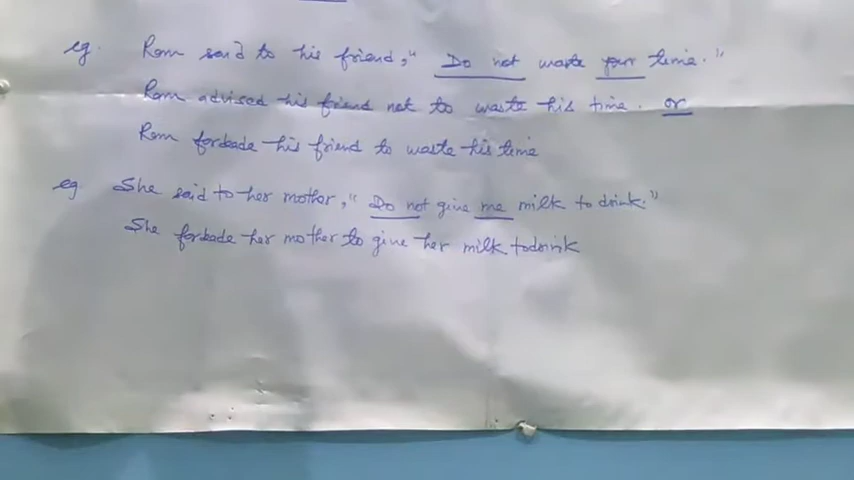 eg. Ram said to his friend, "Do not waste your time."
Ram advised his friend not to waste his time. or
Ram forbade his friend to waste his time
eg She said to her mother, "Do not give me milk to drink."
She forbade her mother to give her milk to drink